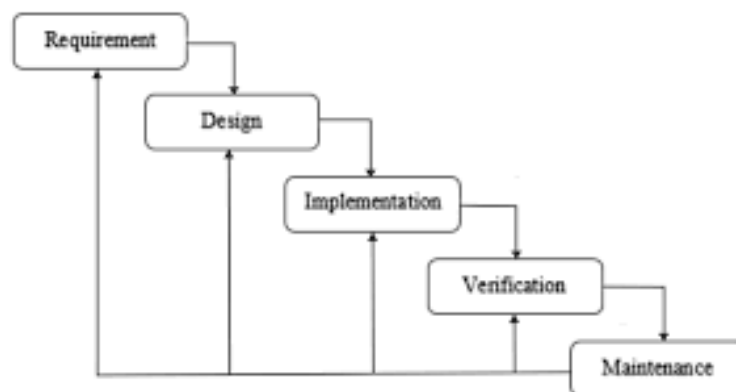 Requirement
Design
Implementation
Verification
Maintenance